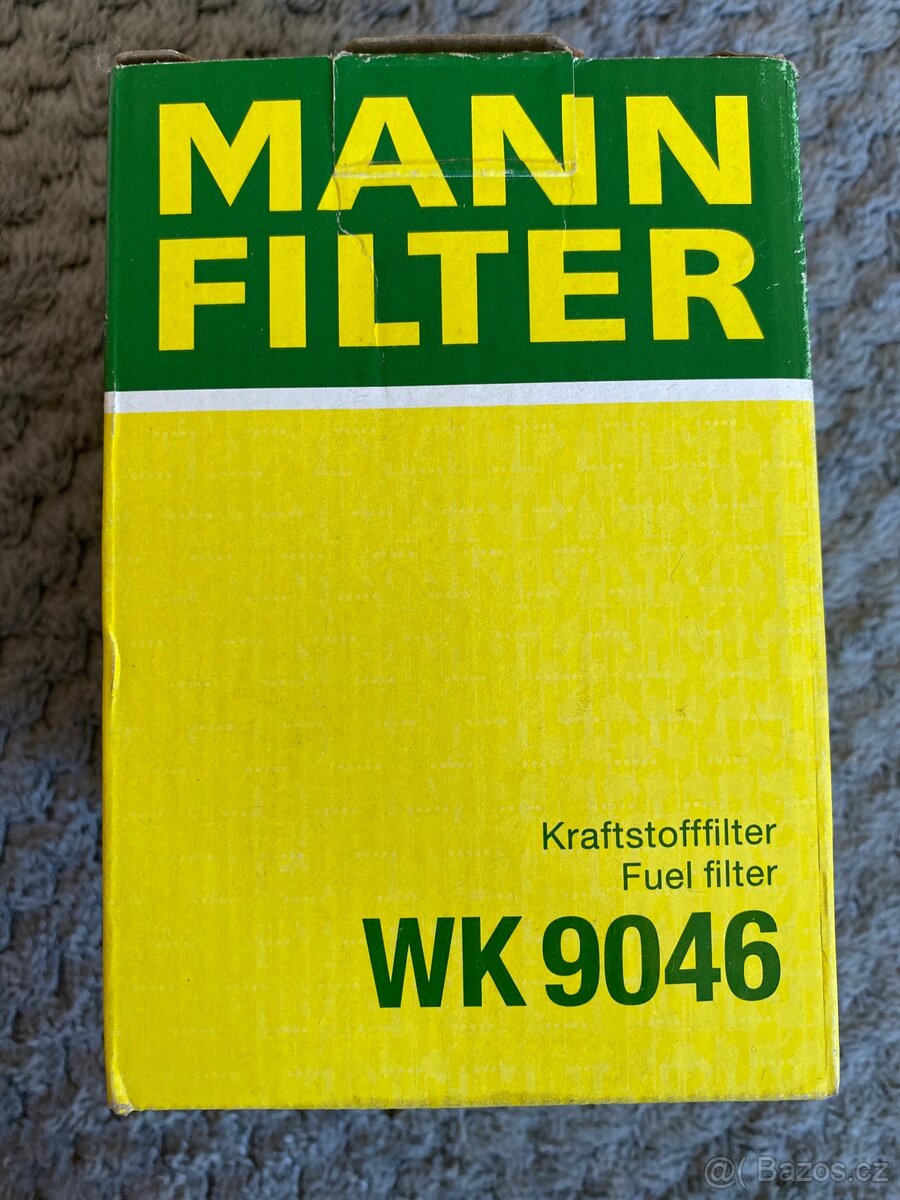 MANN
FILTER
Kraftstofffilter
Fuel filter
WK 9046
@( Bazos.cz